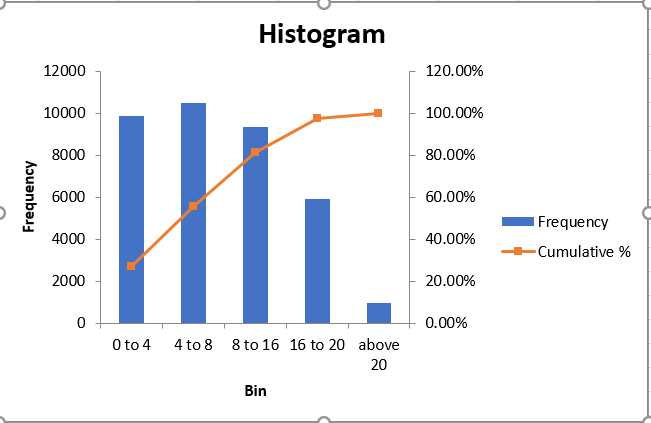 Histogram
12000
10000
8000
6000
4000
2000
0
Frequency
120.00%
100.00%
80.00%
60.00%
40.00%
20.00%
0.00%
0 to 4 4 to 8 8 to 16 16 to 20 above
20
Bin
Frequency
Cumulative %